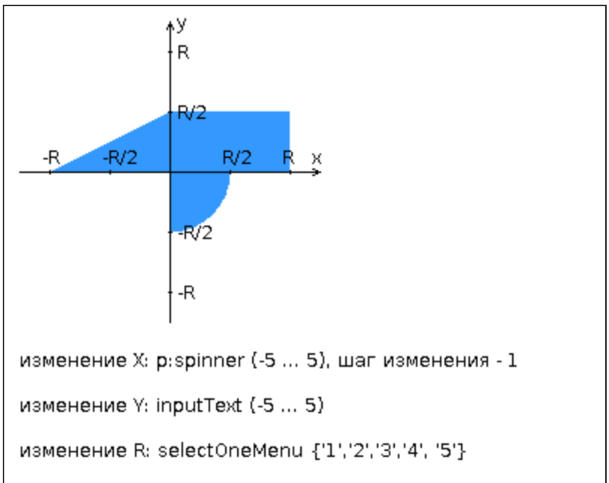 y
R
R/2
-R -R/2 R/2 R x
-R/2
-R
изменение X: p:spinner (-5 ... 5), шаг изменения - 1
изменение Y: inputText (-5 ... 5)
изменение R: selectOneMenu {'1','2','3','4', '5'}